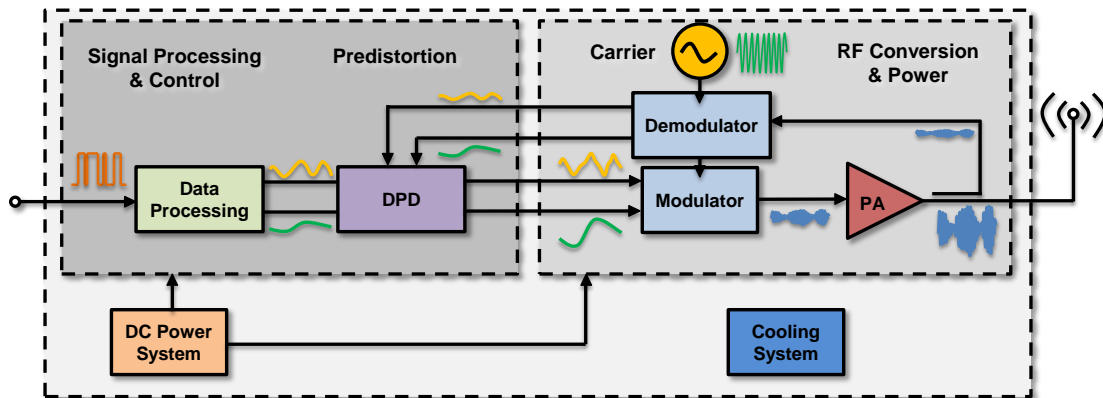 Signal Processing
& Control
Predistortion
Carrier
RF Conversion
& Power
Demodulator
Data
Processing
DPD
Modulator
PA
DC Power
System
Cooling
System